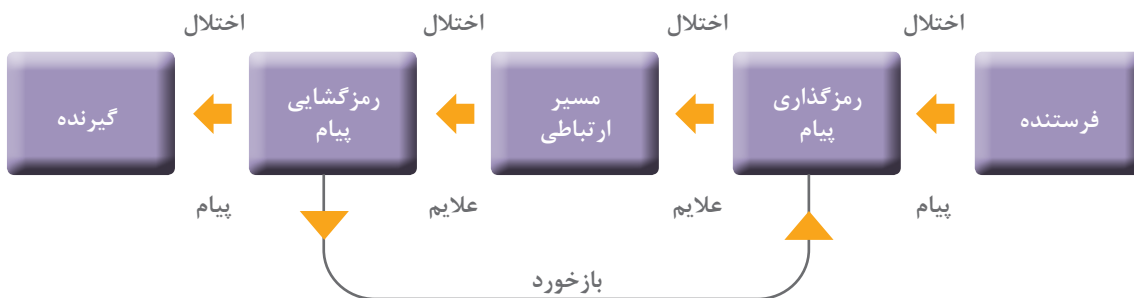 اختلال
اختلال
اختلال
اختلال
فرستنده
رمزگذاری
پیام
مسیر
ارتباطی
رمزگشایی
پیام
گیرنده
پیام
علایم
علایم
پیام
بازخورد